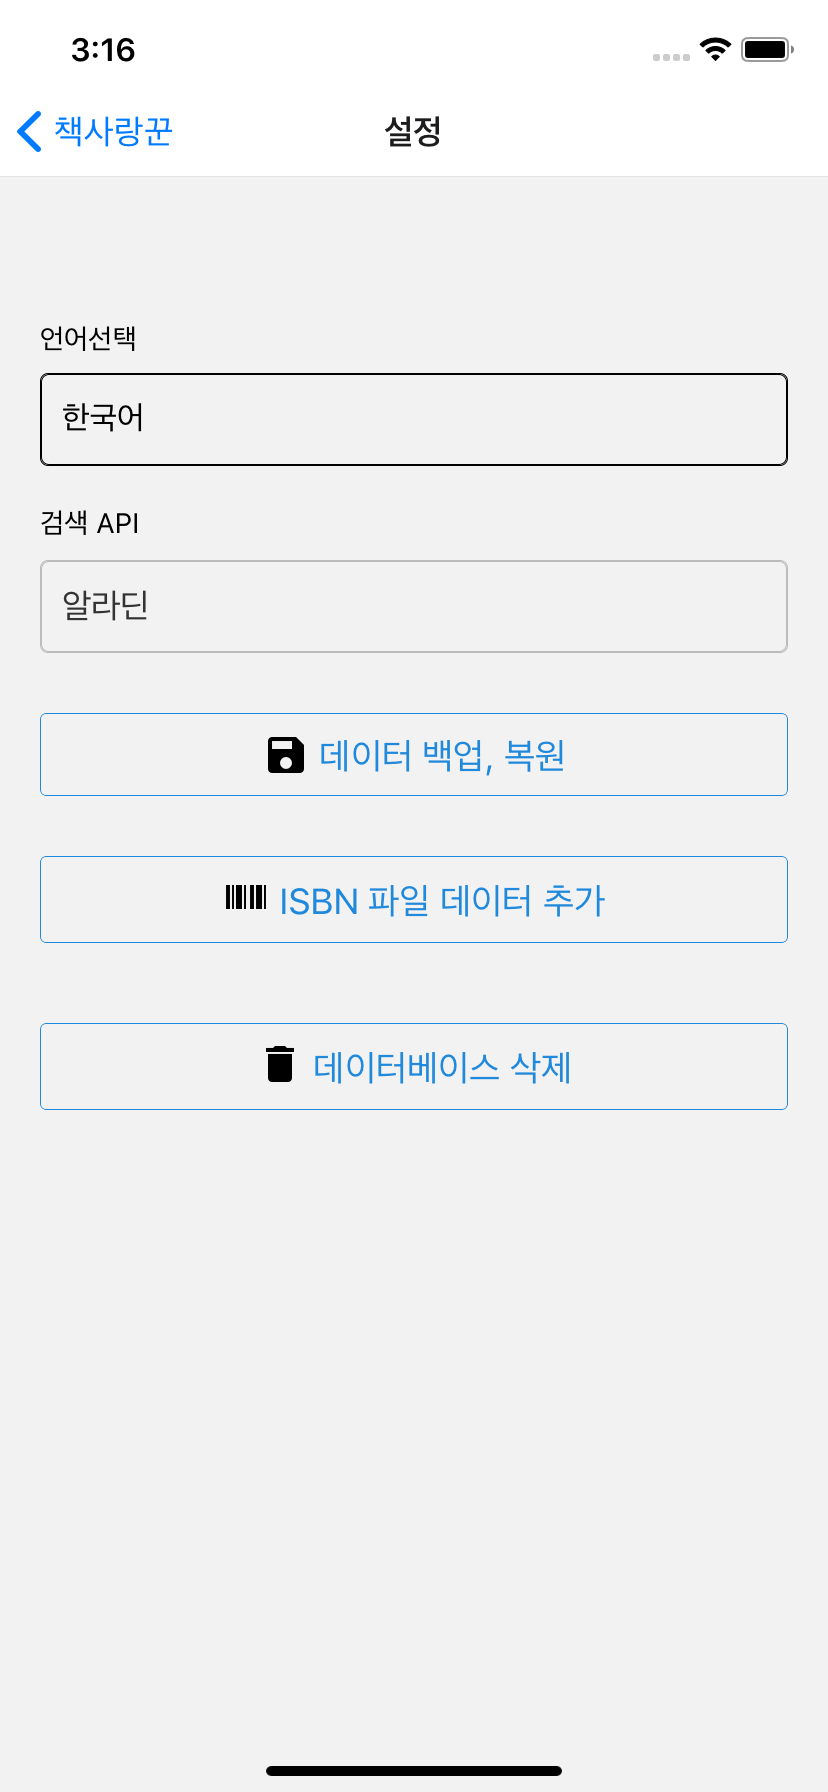 3:16
책사랑꾼
설정
언어선택
한국어
검색 API
알라딘
데이터 백업, 복원
ISBN 파일 데이터 추가
데이터베이스 삭제